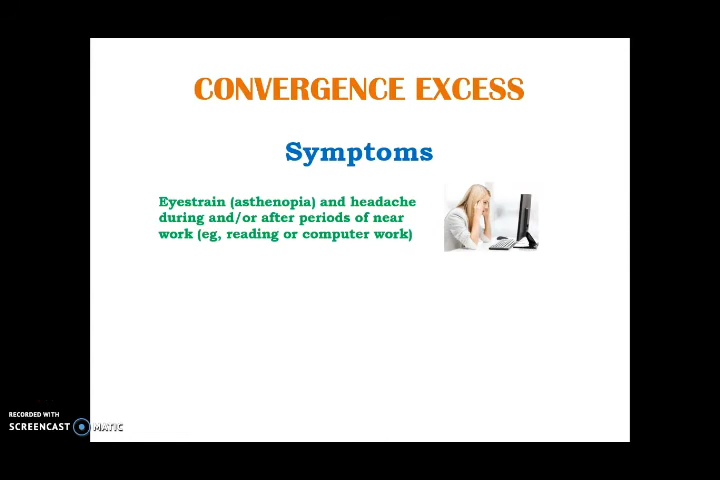 CONVERGENCE EXCESS
Symptoms
Eyestrain (asthenopia) and headache
during and/or after periods of near
work (eg, reading or computer work)
RECORDED WITH
SCREENCAST MATIC